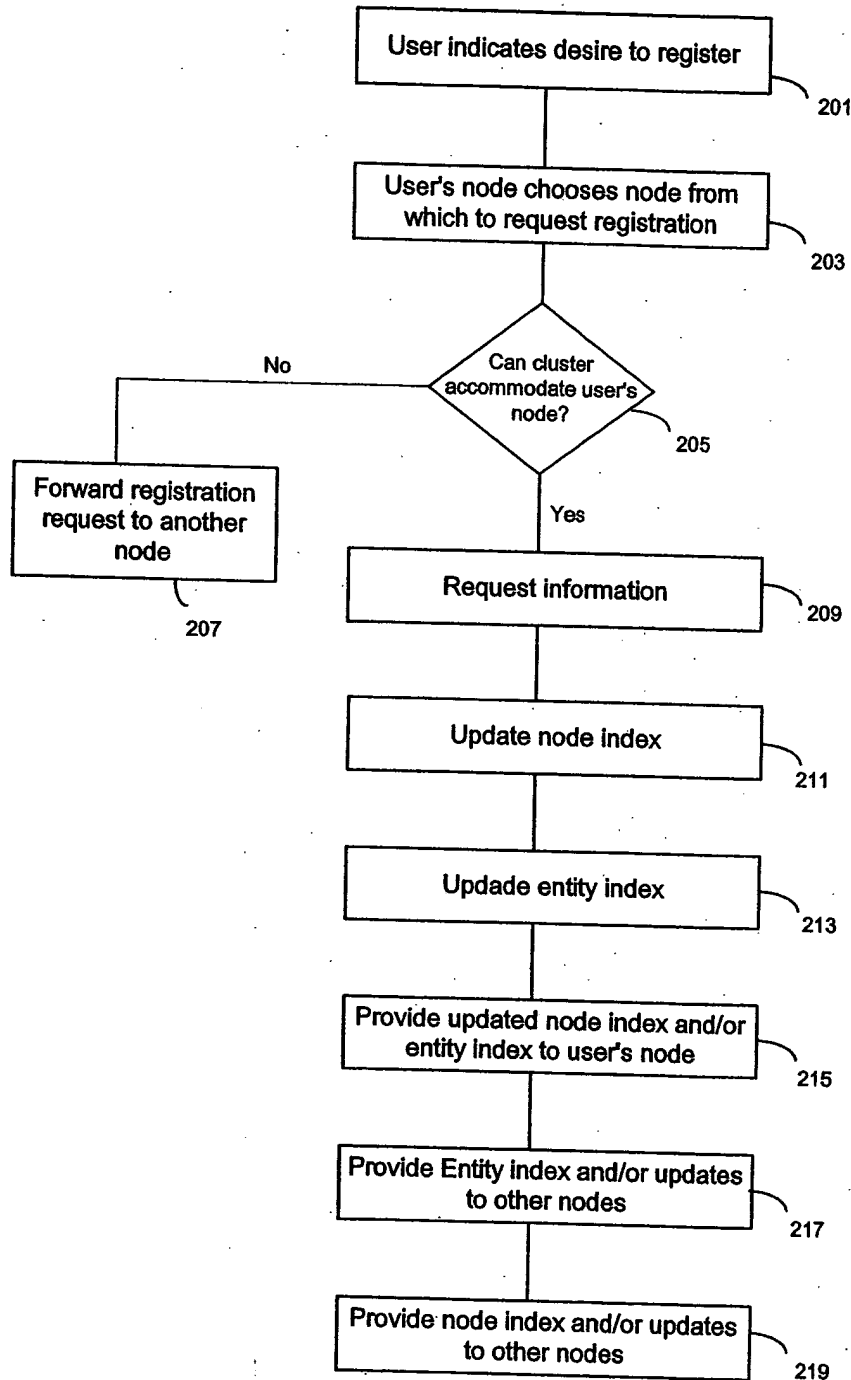 User indicates desire to register
201
User's node chooses node from
which to request registration
203
Can cluster
accommodate user's
node?
205
No
Forward registration
request to another
node
207
Yes
Request information
209
Update node index
211
Updade entity index
213
Provide updated node index and/or
entity index to user's node
215
Provide Entity index and/or updates
to other nodes
217
Provide node index and/or updates
to other nodes
219